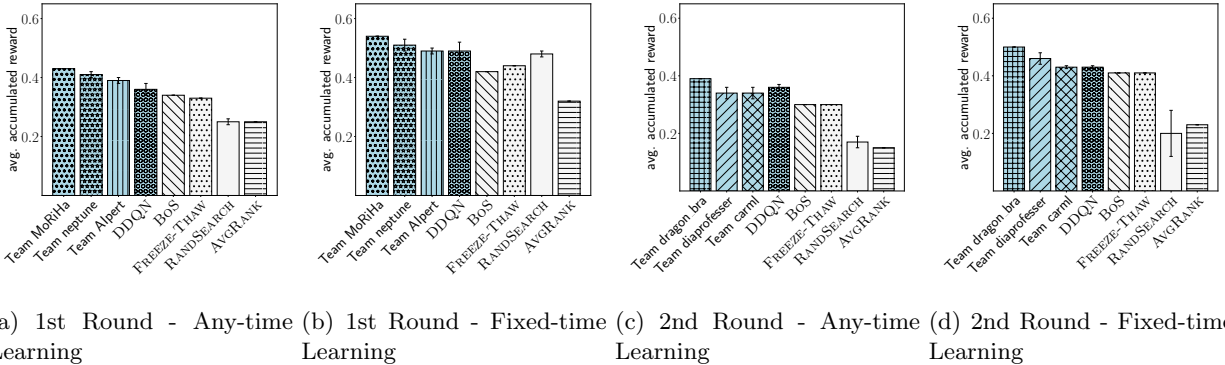 0.6
0.4
0.2
avg. accumulated reward
Team MoRiHa
Team neptune
Team Alpert
DDQN
BoS
Freeze-Thaw
RandSearch
AvgRank
0.6
0.4
0.2
avg. accumulated reward
Team MoRiHa
Team neptune
Team Alpert
DDQN
BoS
Freeze-Thaw
RandSearch
AvgRank
0.6
0.4
0.2
avg. accumulated reward
Team dragon bra
Team diaprofesser
Team carml
DDQN
BoS
Freeze-Thaw
RandSearch
AvgRank
0.6
0.4
0.2
avg. accumulated reward
Team dragon bra
Team diaprofesser
Team carml
DDQN
BoS
Freeze-Thaw
RandSearch
AvgRank
a) 1st Round - Any-time
Learning
(b) 1st Round - Fixed-time
Learning
(c) 2nd Round - Any-time
Learning
(d) 2nd Round - Fixed-time
Learning